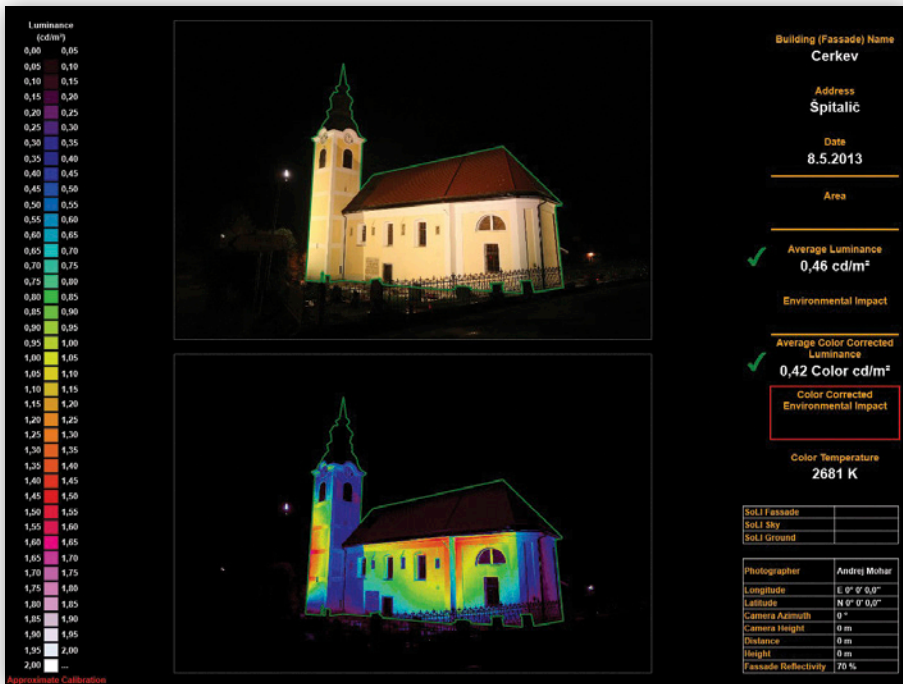 Luminance
(cd/m²)
0,00 0,05
0,05 0,10
0,10 0,15
0,15 0,20
0,20 0,25
0,25 0,30
0,30 0,35
0,35 0,40
0,40 0,45
0,45 0,50
0,50 0,55
0,55 0,60
0,60 0,65
0,65 0,70
0,70 0,75
0,75 0,80
0,80 0,85
0,85 0,90
0,90 0,95
0,95 1,00
1,00 1,05
1,05 1,10
1,10 1,15
1,15 1,20
1,20 1,25
1,25 1,30
1,30 1,35
1,35 1,40
1,40 1,45
1,45 1,50
1,50 1,55
1,55 1,60
1,60 1,65
1,65 1,70
1,70 1,75
1,75 1,80
1,80 1,85
1,85 1,90
1,90 1,95
1,95 2,00
2,00 ...
Approximate Calibration
Building (Fassade) Name
Cerkev
Address
Špitalič
Date
8.5.2013
Area
Average Luminance
0,46 cd/m²
Environmental Impact
Average Color Corrected
Luminance
0,42 Color cd/m²
Color Corrected
Environmental Impact
Color Temperature
2681 K
SoLI Fassade
SoLI Sky
SoLI Ground
Photographer Andrej Mohar
Longitude E 0° 0' 0,0"
Latitude N 0° 0' 0,0"
Camera Azimuth 0 °
Camera Height 0 m
Distance 0 m
Height 0 m
Fassade Reflectivity 70 %